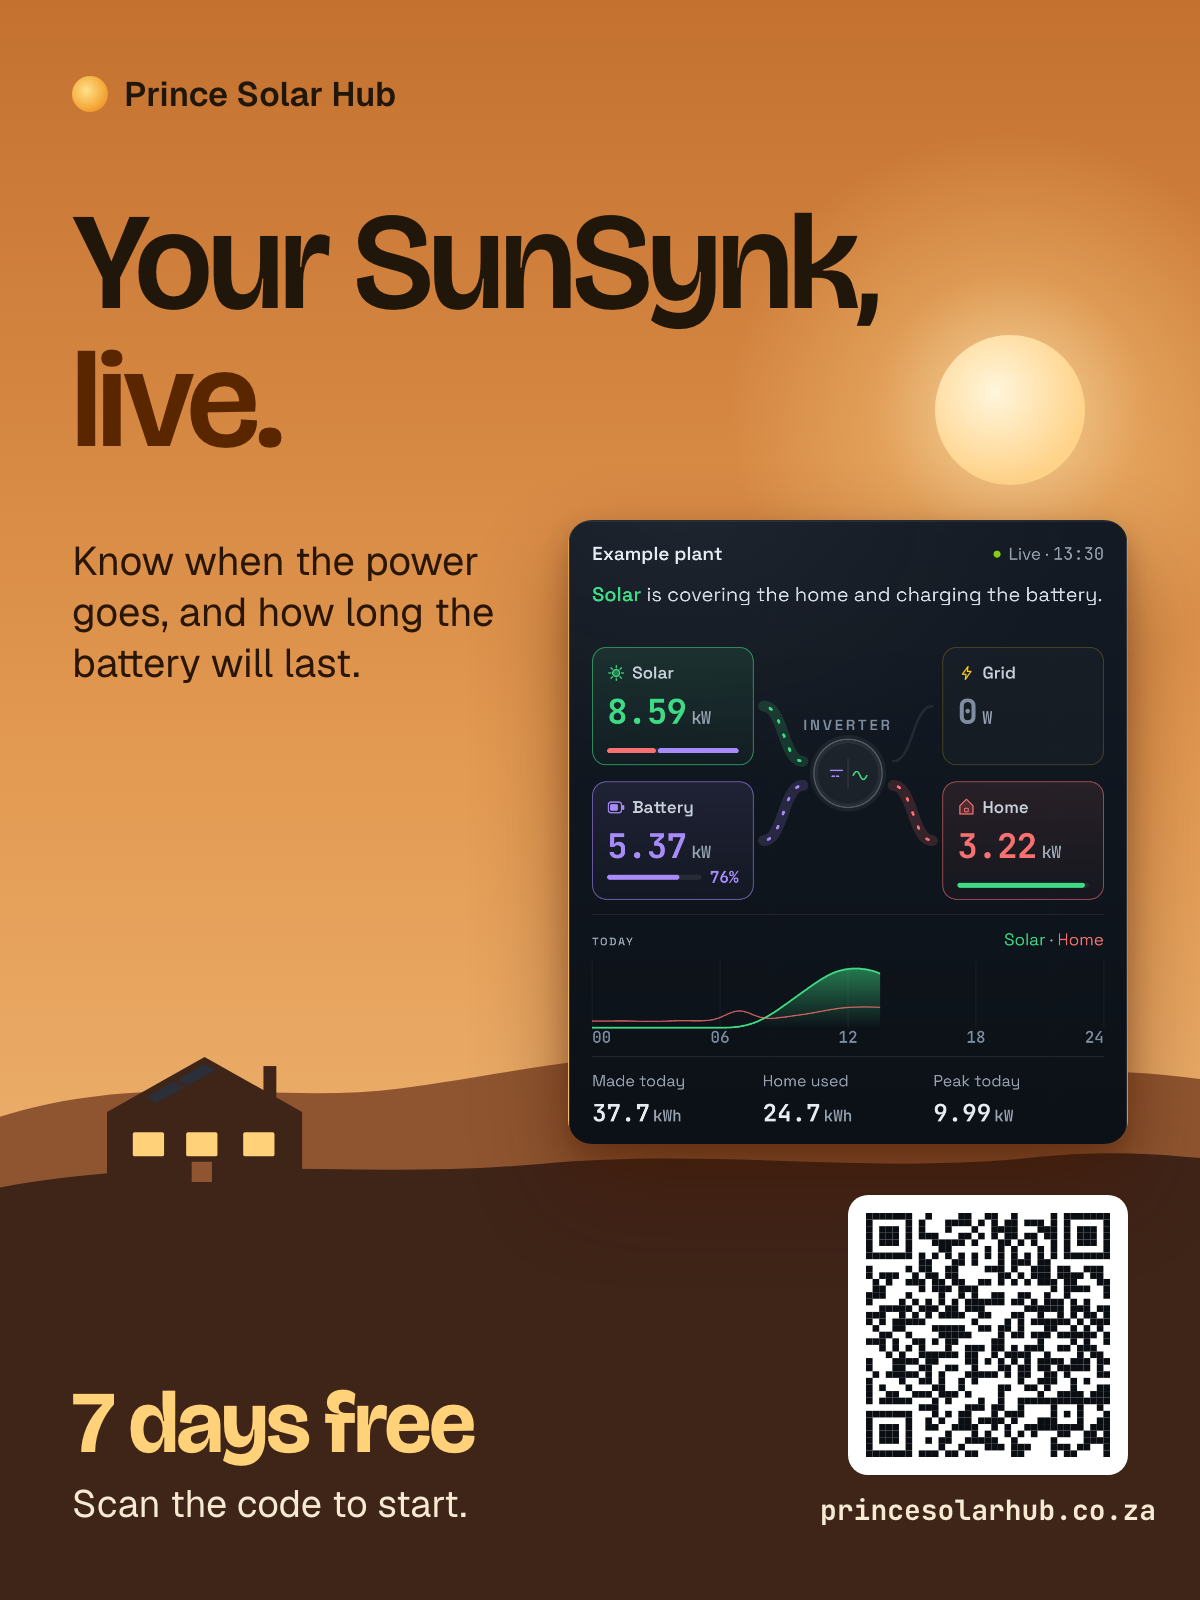 Prince Solar Hub
Your SunSynk,
live.
Know when the power
goes, and how long the
battery will last.
Example plant
Live · 13:30
Solar is covering the home and charging the battery.
Solar
8.59 kW
Grid
0 W
INVERTER
Battery
5.37 kW
76%
Home
3.22 kW
TODAY
Solar · Home
00 06 12 18 24
Made today
37.7 kWh
Home used
24.7 kWh
Peak today
9.99 kW
7 days free
Scan the code to start.
princesolarhub.co.za